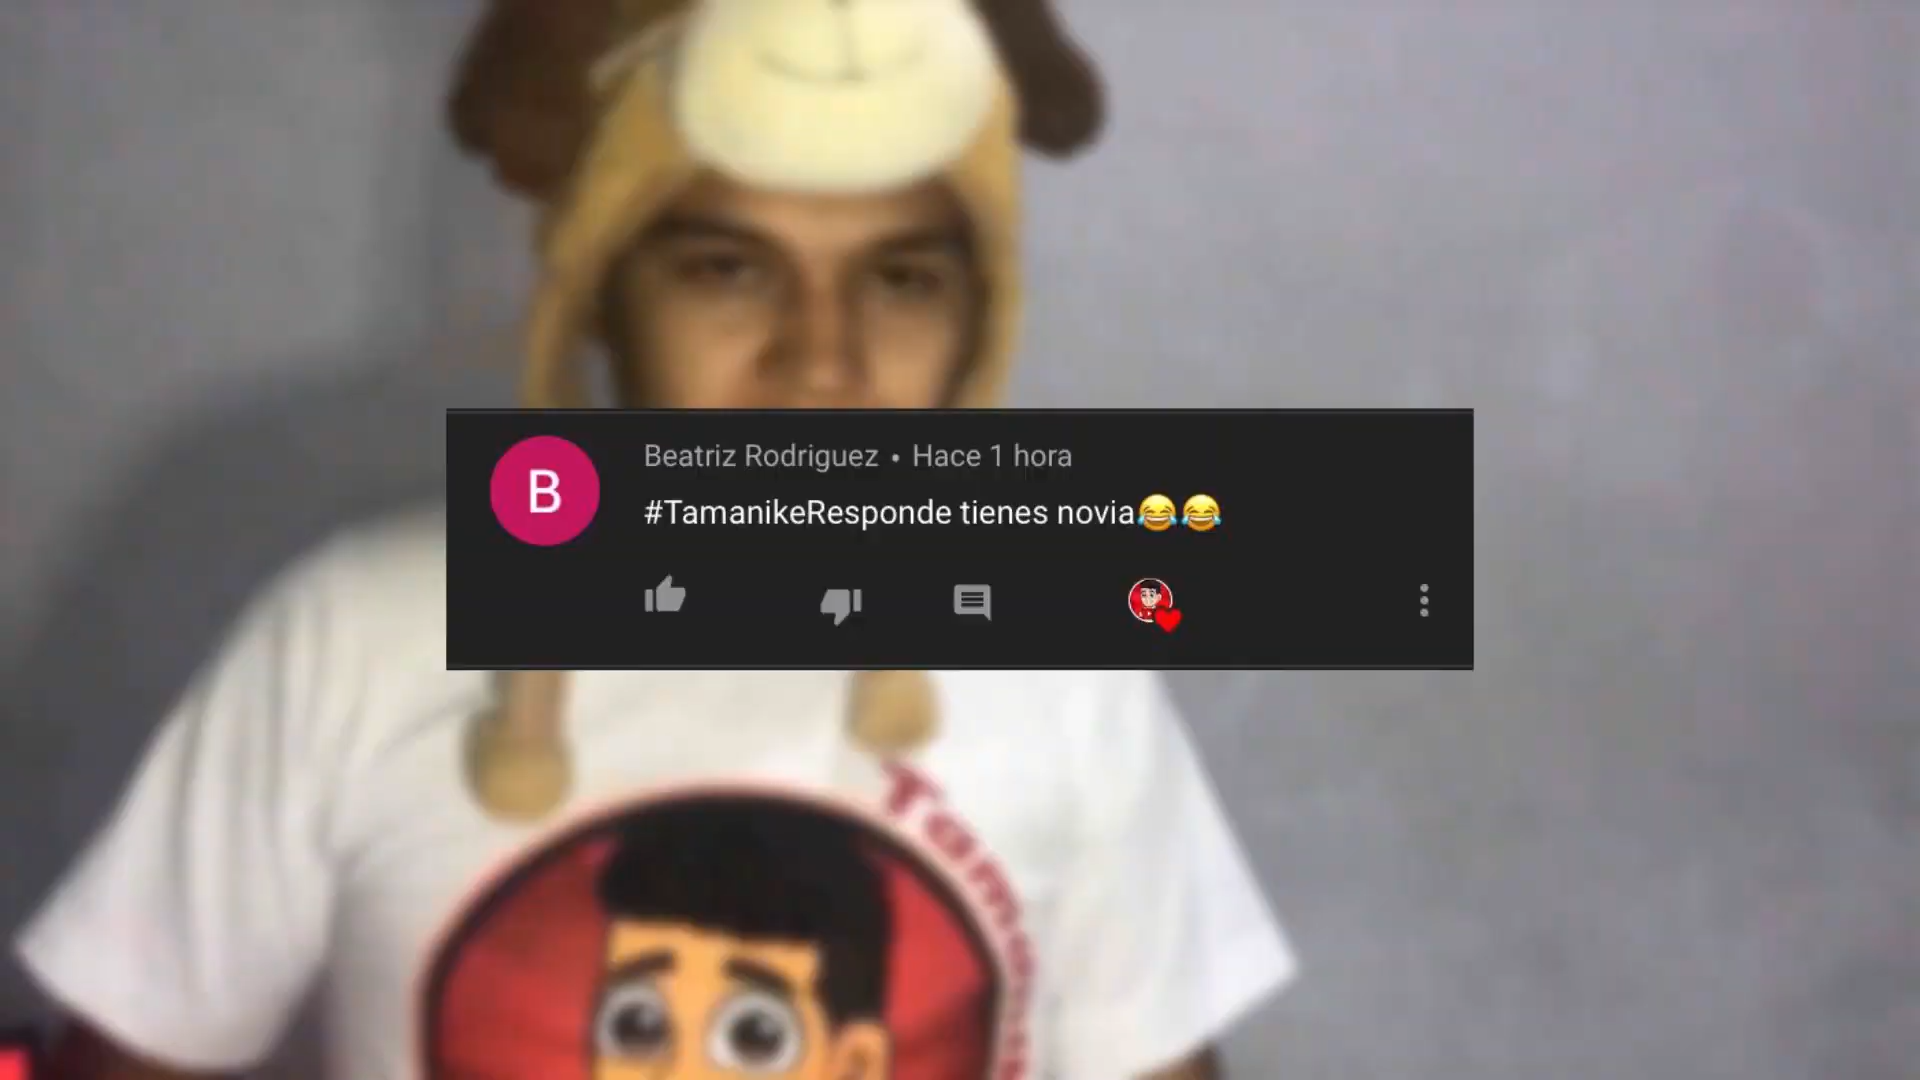 B
Beatriz Rodriguez • Hace 1 hora
#TamanikeResponde tienes novia😂😂